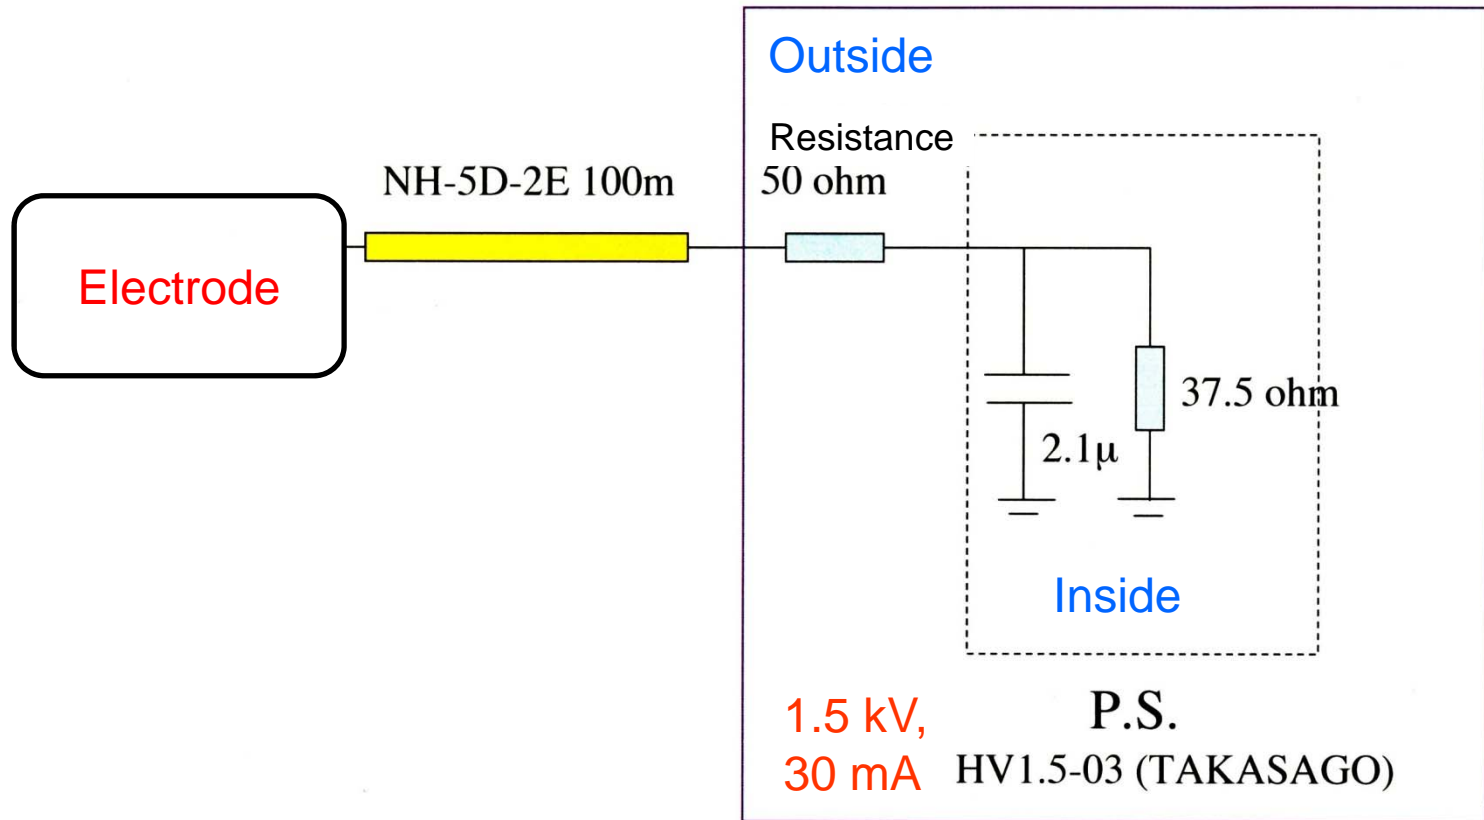 Outside
Resistance
50 ohm
NH-5D-2E 100m
Electrode
37.5 ohm
2.1μ
Inside
1.5 kV,
30 mA
P.S.
HV1.5-03 (TAKASAGO)